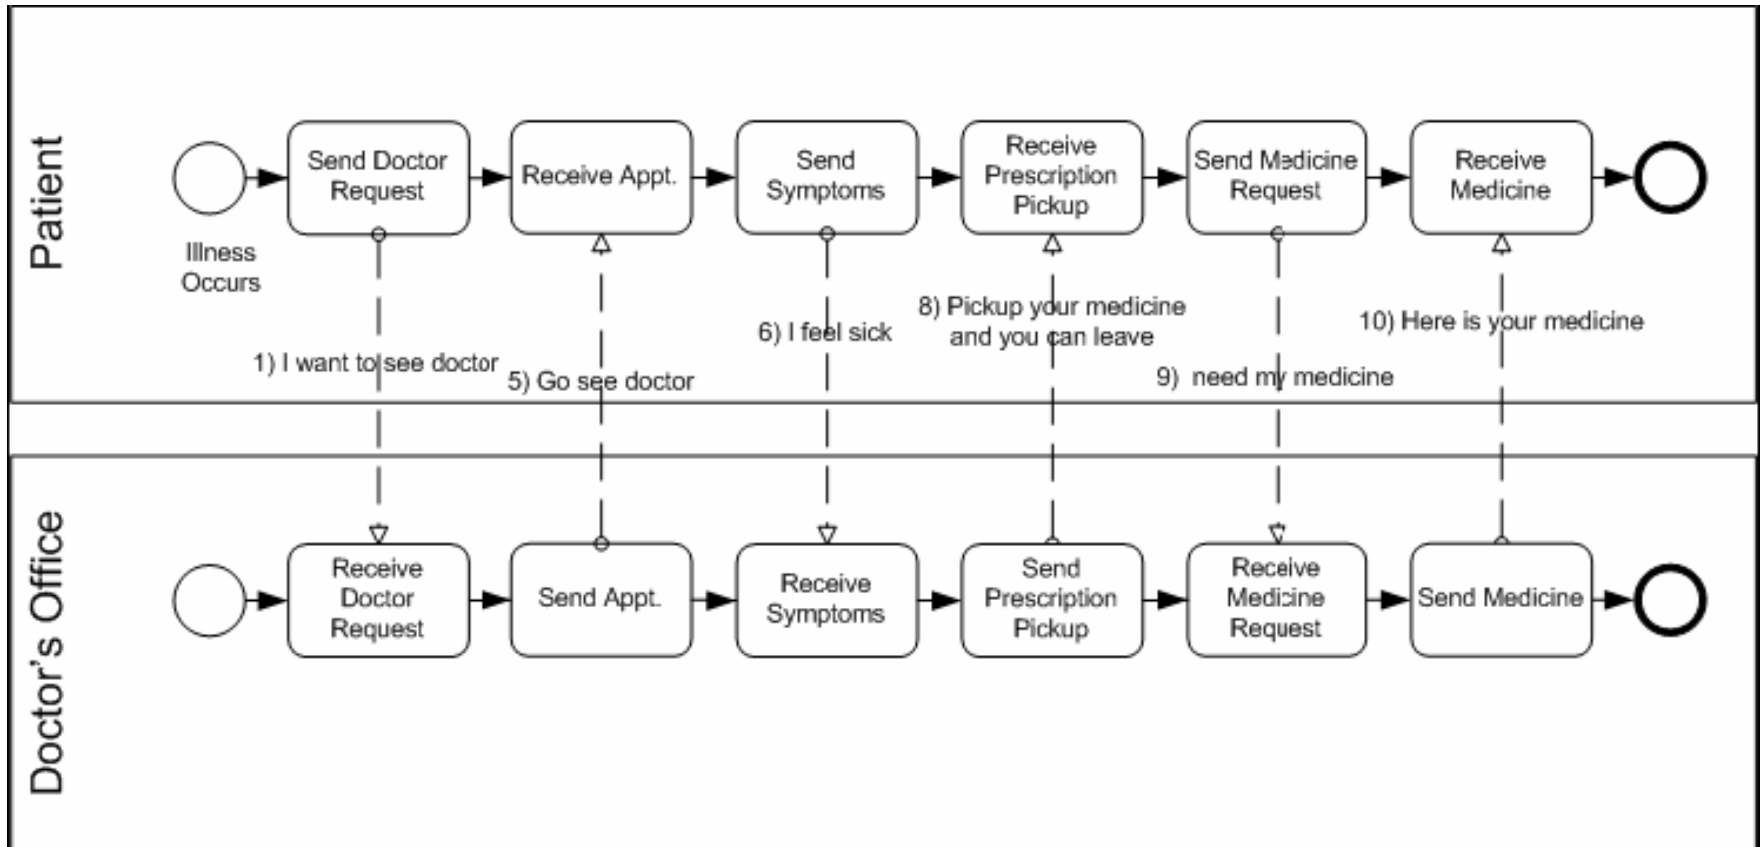 Patient
Illness
Occurs
Send Doctor
Request
Receive Appt.
Send
Symptoms
Receive
Prescription
Pickup
Send Medicine
Request
Receive
Medicine
1) I want to see doctor
5) Go see doctor
6) I feel sick
8) Pickup your medicine
and you can leave
9) need my medicine
10) Here is your medicine
Doctor's Office
Receive
Doctor
Request
Send Appt.
Receive
Symptoms
Send
Prescription
Pickup
Receive
Medicine
Request
Send Medicine